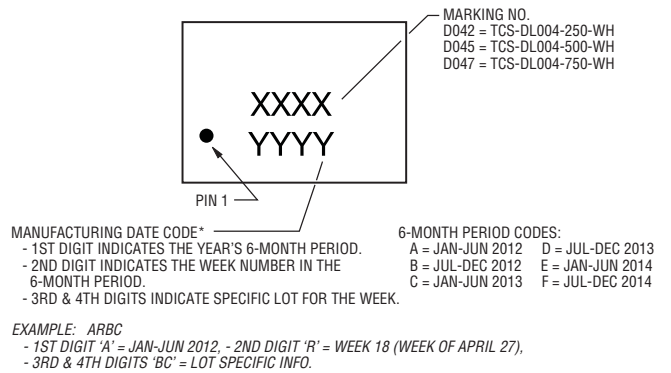 MARKING NO.
D042 = TCS-DL004-250-WH
D045 = TCS-DL004-500-WH
D047 = TCS-DL004-750-WH
XXXX
YYYY
PIN 1
MANUFACTURING DATE CODE*
- 1ST DIGIT INDICATES THE YEAR'S 6-MONTH PERIOD.
- 2ND DIGIT INDICATES THE WEEK NUMBER IN THE
6-MONTH PERIOD.
- 3RD & 4TH DIGITS INDICATE SPECIFIC LOT FOR THE WEEK.
6-MONTH PERIOD CODES:
A = JAN-JUN 2012 D = JUL-DEC 2013
B = JUL-DEC 2012 E = JAN-JUN 2014
C = JAN-JUN 2013 F = JUL-DEC 2014
EXAMPLE: ARBC
- 1ST DIGIT ‘A’ = JAN-JUN 2012, - 2ND DIGIT ‘R’ = WEEK 18 (WEEK OF APRIL 27),
- 3RD & 4TH DIGITS ‘BC’ = LOT SPECIFIC INFO.